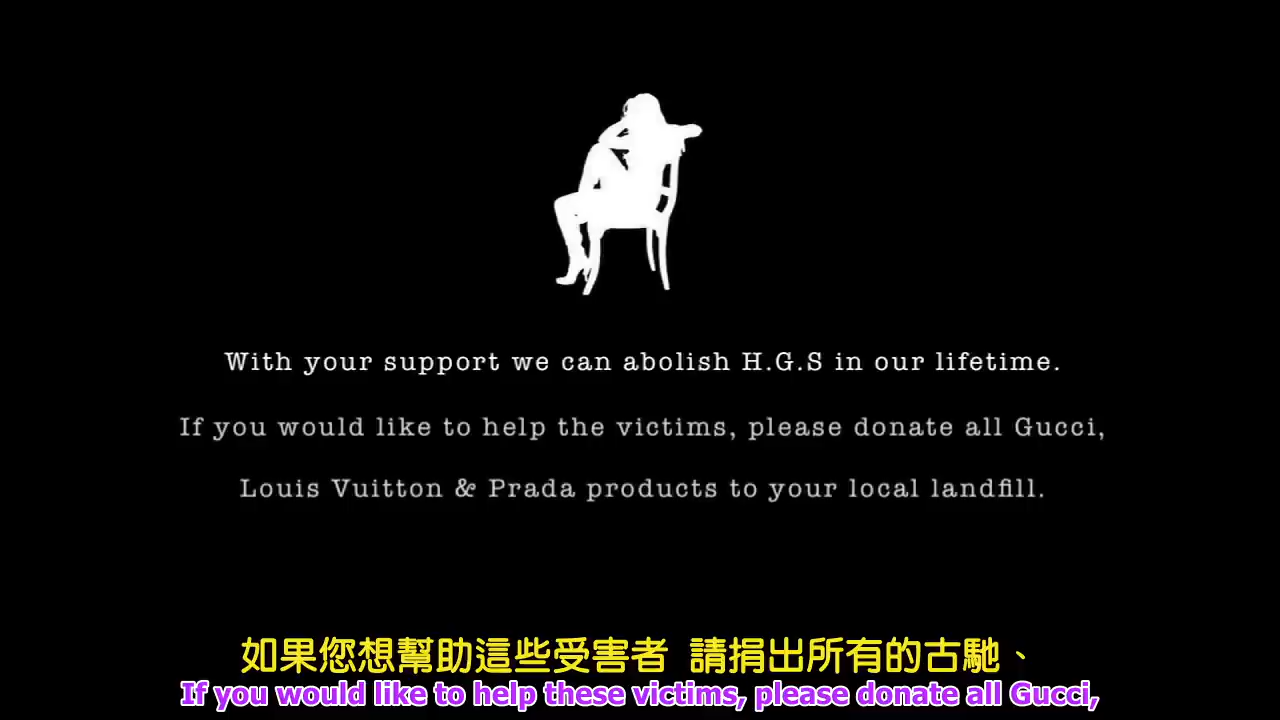 With your support we can abolish H.G.S in our lifetime.
If you would like to help the victims, please donate all Gucci,
Louis Vuitton & Prada products to your local landfill.
如果您想幫助這些受害者 請捐出所有的古馳、
If you would like to help these victims, please donate all Gucci,